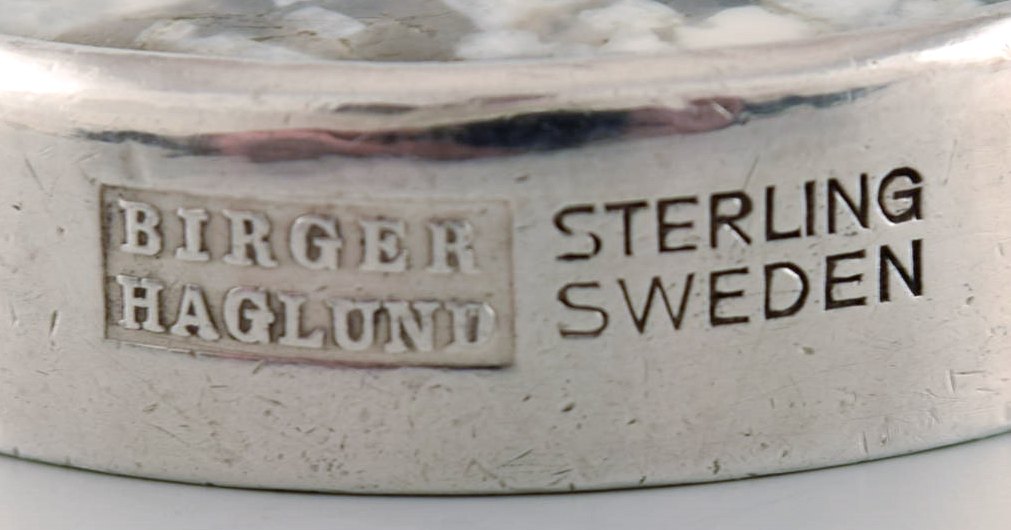 BIRGER
HAGLUND
STERLING
SWEDEN